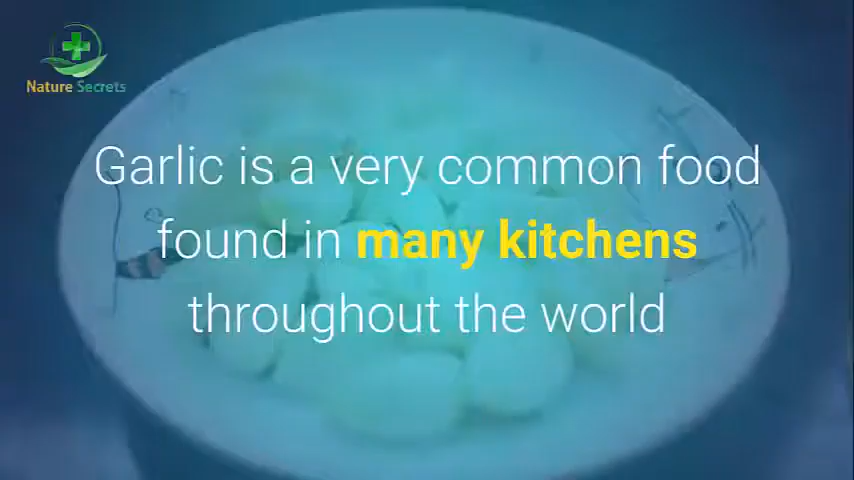 Nature Secrets
Garlic is a very common food
found in many kitchens
throughout the world